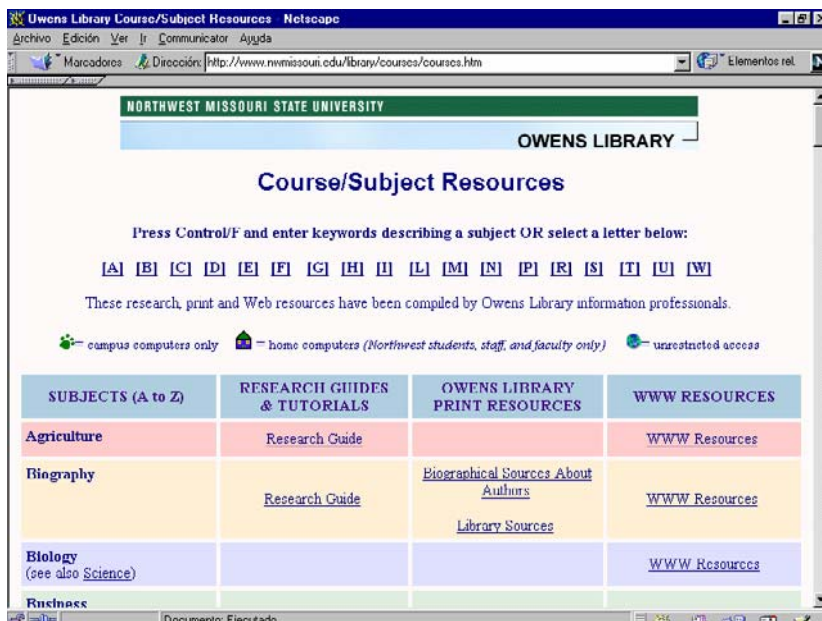 Owens Library Course/Subject Resources - Netscape
Archivo Edición Ver Ir Communicator Ayuda
Marcadores Dirección: http://www.nwmissouri.edu/library/courses/courses.htm Elementos rel.
NORTHWEST MISSOURI STATE UNIVERSITY
OWENS LIBRARY
Course/Subject Resources
Press Control/F and enter keywords describing a subject OR select a letter below:
[A] [B] [C] [D] [E] [F] [G] [H] [I] [L] [M] [N] [P] [R] [S] [T] [U] [W]
These research, print and Web resources have been compiled by Owens Library information professionals.
= campus computers only = home computers (Northwest students, staff, and faculty only) = unrestricted access
SUBJECTS (A to Z) RESEARCH GUIDES & TUTORIALS OWENS LIBRARY PRINT RESOURCES WWW RESOURCES
Agriculture Research Guide WWW Resources
Biography Research Guide Biographical Sources About Authors Library Sources WWW Resources
Biology (see also Science) WWW Resources
Business
Documento: Ejecutado